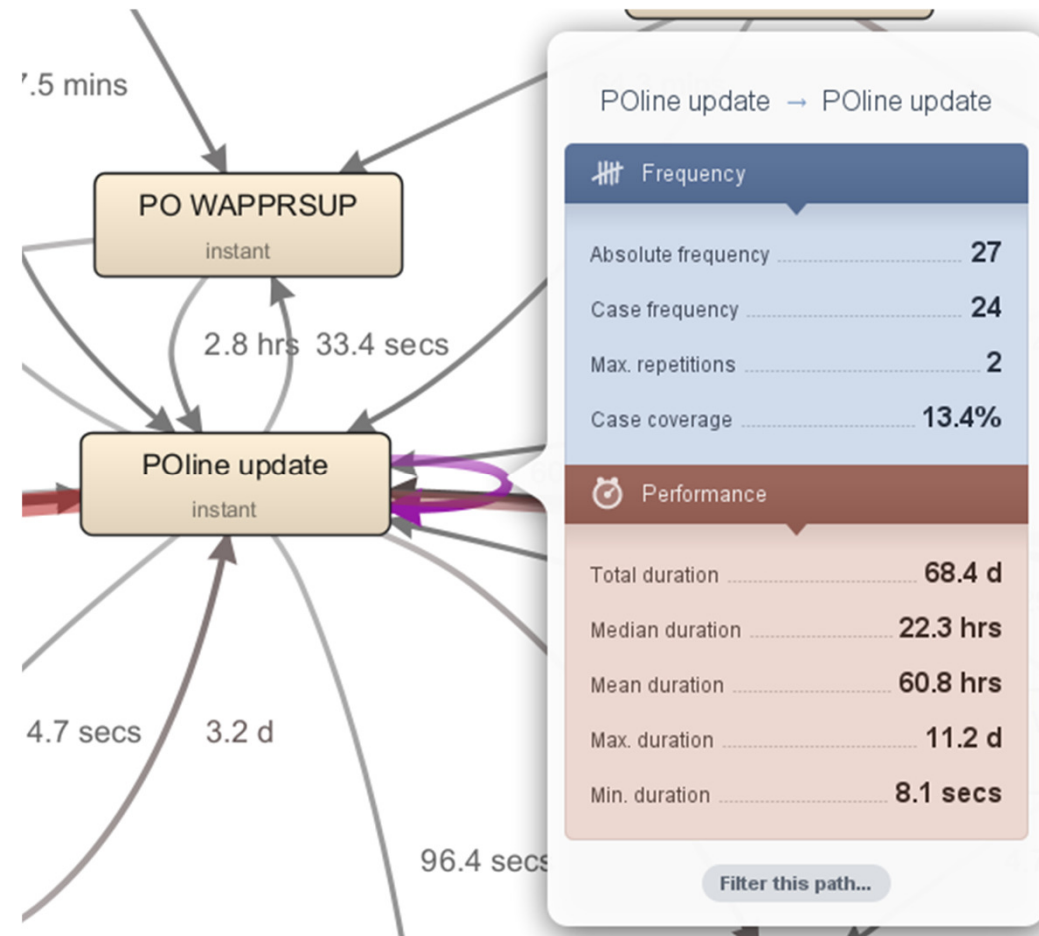 7.5 mins
PO WAPPRSUP
instant
2.8 hrs 33.4 secs
POline update
instant
4.7 secs
3.2 d
96.4 secs
POline update → POline update
Frequency
Absolute frequency 27
Case frequency 24
Max. repetitions 2
Case coverage 13.4%
Performance
Total duration 68.4 d
Median duration 22.3 hrs
Mean duration 60.8 hrs
Max. duration 11.2 d
Min. duration 8.1 secs
Filter this path...